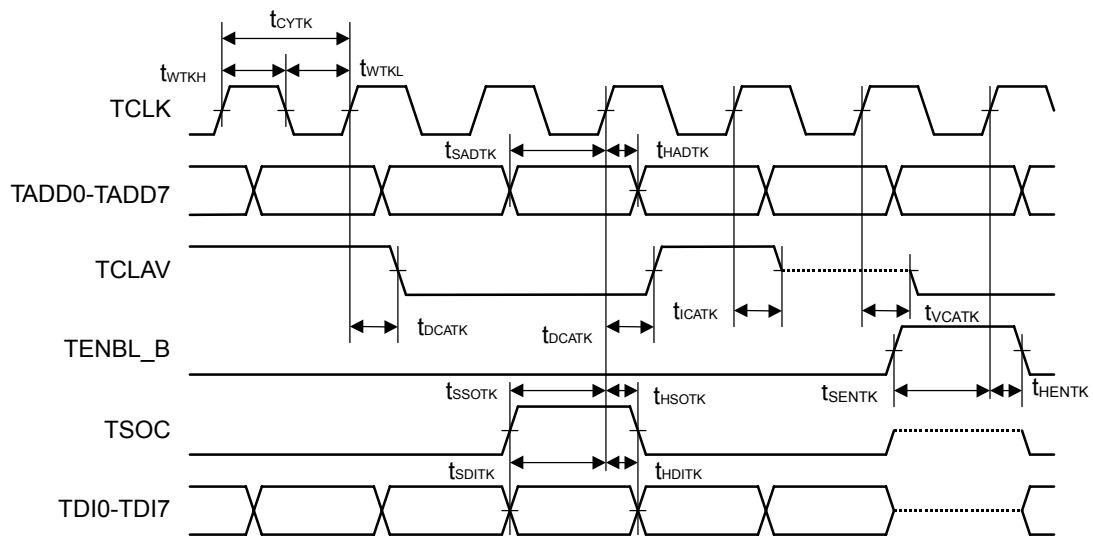 tCYTK
tWTKH
tWTKL
TCLK
tSADTK
tHADTK
TADD0-TADD7
TCLAV
tDCATK
tDCATK
tICATK
tVCATK
TENBL_B
tSSOTK
tHSOTK
tSENTK
tHENTK
TSOC
tSDITK
tHDITK
TDI0-TDI7